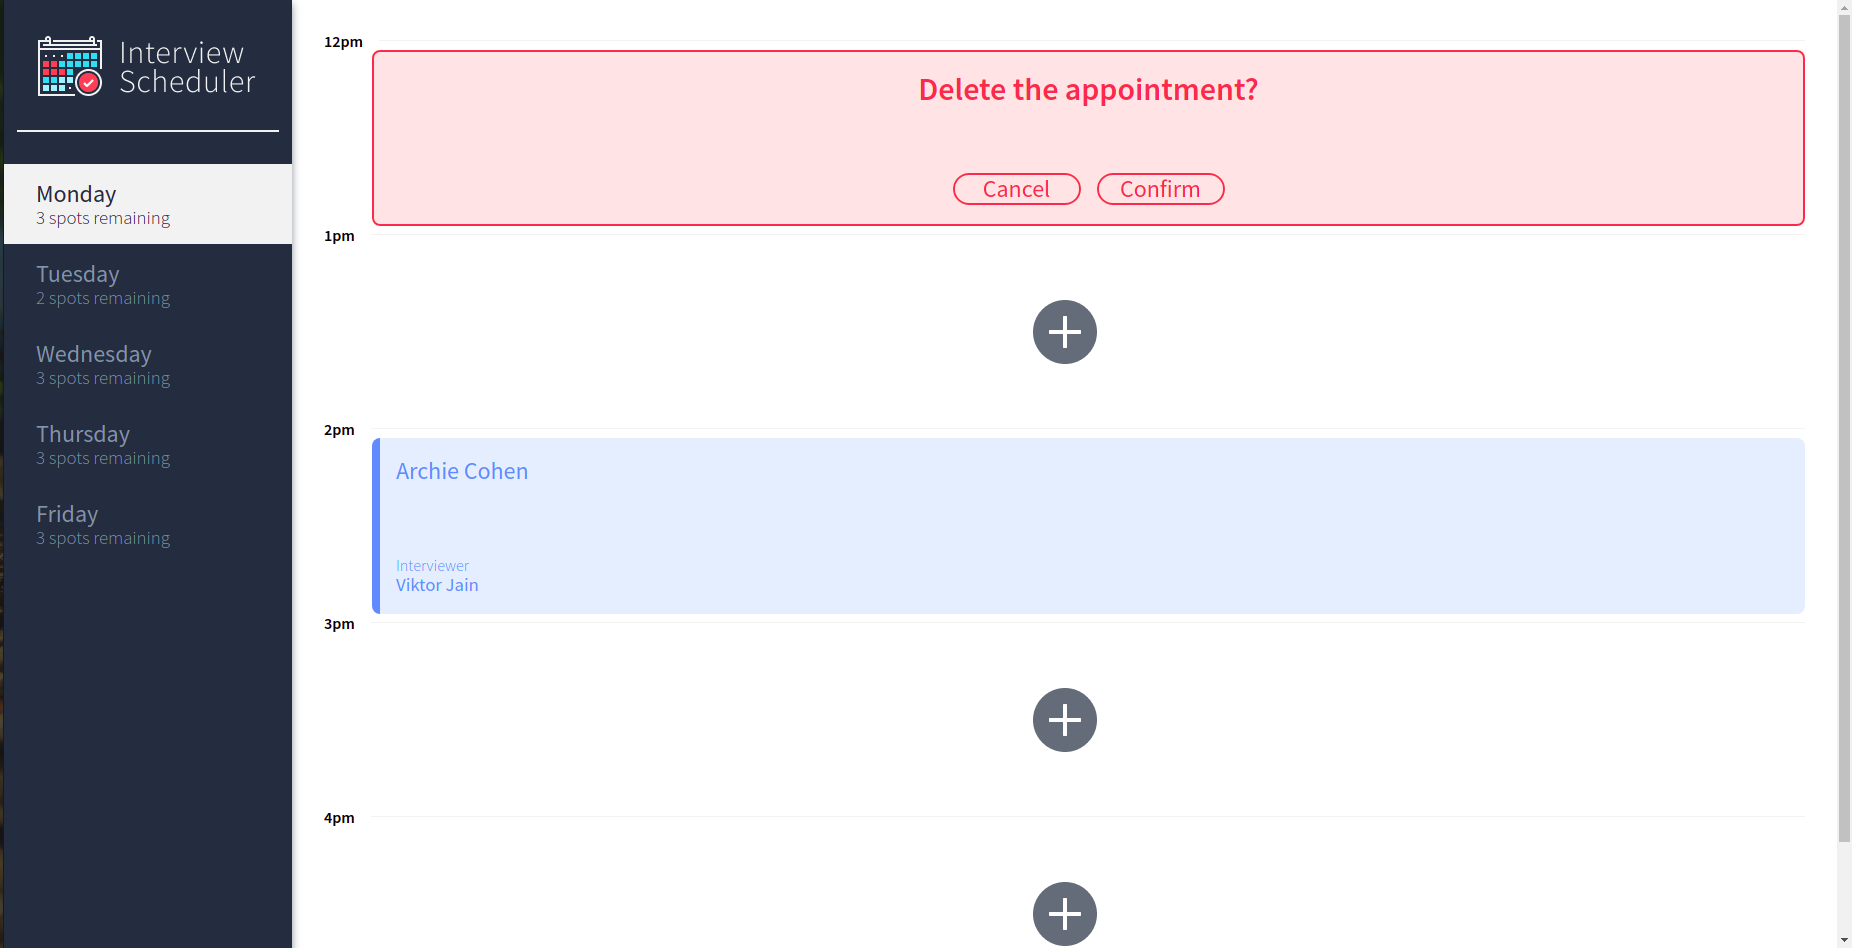 Interview
Scheduler
Monday
3 spots remaining
Tuesday
2 spots remaining
Wednesday
3 spots remaining
Thursday
3 spots remaining
Friday
3 spots remaining
12pm
Delete the appointment?
Cancel Confirm
1pm
2pm
Archie Cohen
Interviewer
Viktor Jain
3pm
4pm